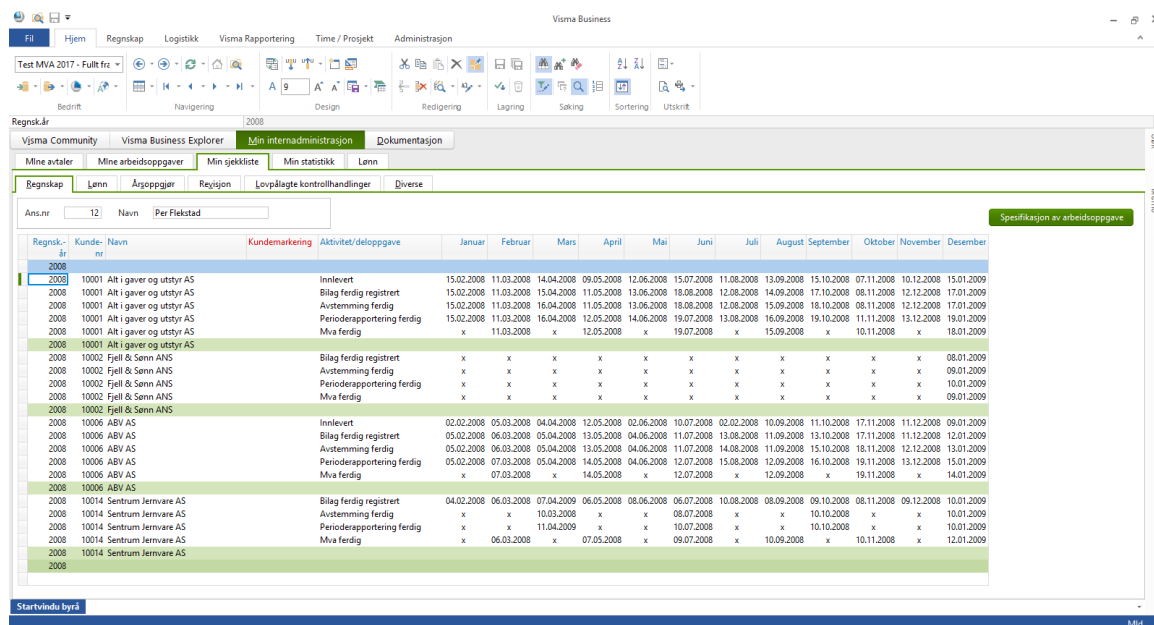 Visma Business
Fil Hjem Regnskap Logistikk Visma Rapportering Time / Prosjekt Administrasjon
Test MVA 2017 - Fullt fra
A 9
Bedrift Navigering Design Redigering Lagring Søking Sortering Utskrift
Regnsk.år 2008
Visma Community Visma Business Explorer Min internadministrasjon Dokumentasjon
MIne avtaler MIne arbeidsoppgaver Min sjekkliste Min statistikk Lønn
Regnskap Lønn Årsoppgjør Revisjon Lovpålagte kontrollhandlinger Diverse
Ans.nr 12 Navn Per Flekstad
Spesifikasjon av arbeidsoppgave
Regnsk.- Kunde- Navn Kundemarkering Aktivitet/deloppgave Januar Februar Mars April Mai Juni Juli August September Oktober November Desember
år nr
2008
2008 10001 Alt i gaver og utstyr AS Innlevert 15.02.2008 11.03.2008 14.04.2008 09.05.2008 12.06.2008 15.07.2008 11.08.2008 13.09.2008 15.10.2008 07.11.2008 10.12.2008 15.01.2009
2008 10001 Alt i gaver og utstyr AS Bilag ferdig registrert 15.02.2008 11.03.2008 15.04.2008 11.05.2008 13.06.2008 18.08.2008 12.08.2008 14.09.2008 17.10.2008 08.11.2008 12.12.2008 17.01.2009
2008 10001 Alt i gaver og utstyr AS Avstemming ferdig 15.02.2008 11.03.2008 16.04.2008 11.05.2008 13.06.2008 18.08.2008 12.08.2008 15.09.2008 18.10.2008 08.11.2008 12.12.2008 17.01.2009
2008 10001 Alt i gaver og utstyr AS Perioderapportering ferdig 15.02.2008 11.03.2008 16.04.2008 12.05.2008 14.06.2008 19.07.2008 13.08.2008 16.09.2008 19.10.2008 11.11.2008 13.12.2008 19.01.2009
2008 10001 Alt i gaver og utstyr AS Mva ferdig x 11.03.2008 x 12.05.2008 x 19.07.2008 x 15.09.2008 x 10.11.2008 x 18.01.2009
2008 10001 Alt i gaver og utstyr AS
2008 10002 Fjell & Sønn ANS Bilag ferdig registrert x x x x x x x x x x x 08.01.2009
2008 10002 Fjell & Sønn ANS Avstemming ferdig x x x x x x x x x x x 09.01.2009
2008 10002 Fjell & Sønn ANS Perioderapportering ferdig x x x x x x x x x x x 10.01.2009
2008 10002 Fjell & Sønn ANS Mva ferdig x x x x x x x x x x x 09.01.2009
2008 10002 Fjell & Sønn ANS
2008 10006 ABV AS Innlevert 02.02.2008 05.03.2008 04.04.2008 12.05.2008 02.06.2008 10.07.2008 02.02.2008 10.09.2008 11.10.2008 17.11.2008 11.12.2008 09.01.2009
2008 10006 ABV AS Bilag ferdig registrert 05.02.2008 06.03.2008 05.04.2008 13.05.2008 04.06.2008 11.07.2008 13.08.2008 11.09.2008 13.10.2008 17.11.2008 11.12.2008 12.01.2009
2008 10006 ABV AS Avstemming ferdig 05.02.2008 06.03.2008 05.04.2008 13.05.2008 04.06.2008 11.07.2008 14.08.2008 11.09.2008 15.10.2008 18.11.2008 12.12.2008 13.01.2009
2008 10006 ABV AS Perioderapportering ferdig 05.02.2008 07.03.2008 05.04.2008 14.05.2008 04.06.2008 12.07.2008 15.08.2008 12.09.2008 16.10.2008 19.11.2008 13.12.2008 15.01.2009
2008 10006 ABV AS Mva ferdig x 07.03.2008 x 14.05.2008 x 12.07.2008 x 12.09.2008 x 19.11.2008 x 14.01.2009
2008 10006 ABV AS
2008 10014 Sentrum Jernvare AS Bilag ferdig registrert 04.02.2008 06.03.2008 07.04.2009 06.05.2008 08.06.2008 06.07.2008 10.08.2008 08.09.2008 09.10.2008 08.11.2008 09.12.2008 10.01.2009
2008 10014 Sentrum Jernvare AS Avstemming ferdig x x 10.03.2008 x x 08.07.2008 x x 10.10.2008 x x 10.01.2009
2008 10014 Sentrum Jernvare AS Perioderapportering ferdig x x 11.04.2009 x x 10.07.2008 x x 10.10.2008 x x 10.01.2009
2008 10014 Sentrum Jernvare AS Mva ferdig x 06.03.2008 x 07.05.2008 x 09.07.2008 x 10.09.2008 x 10.11.2008 x 12.01.2009
2008 10014 Sentrum Jernvare AS
2008
Startvindu byrå
Mld